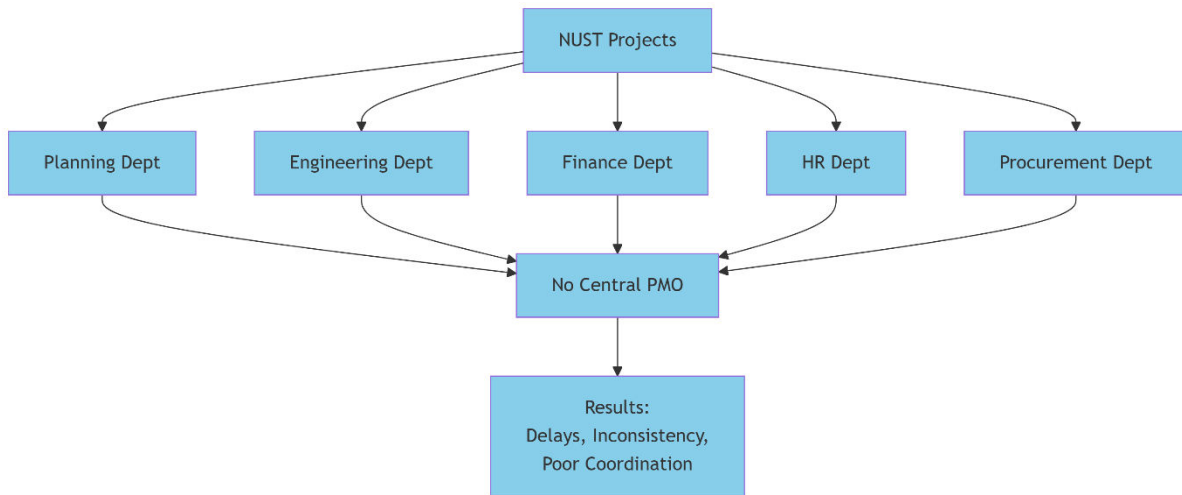 NUST Projects
Planning Dept
Engineering Dept
Finance Dept
HR Dept
Procurement Dept
No Central PMO
Results:
Delays, Inconsistency,
Poor Coordination